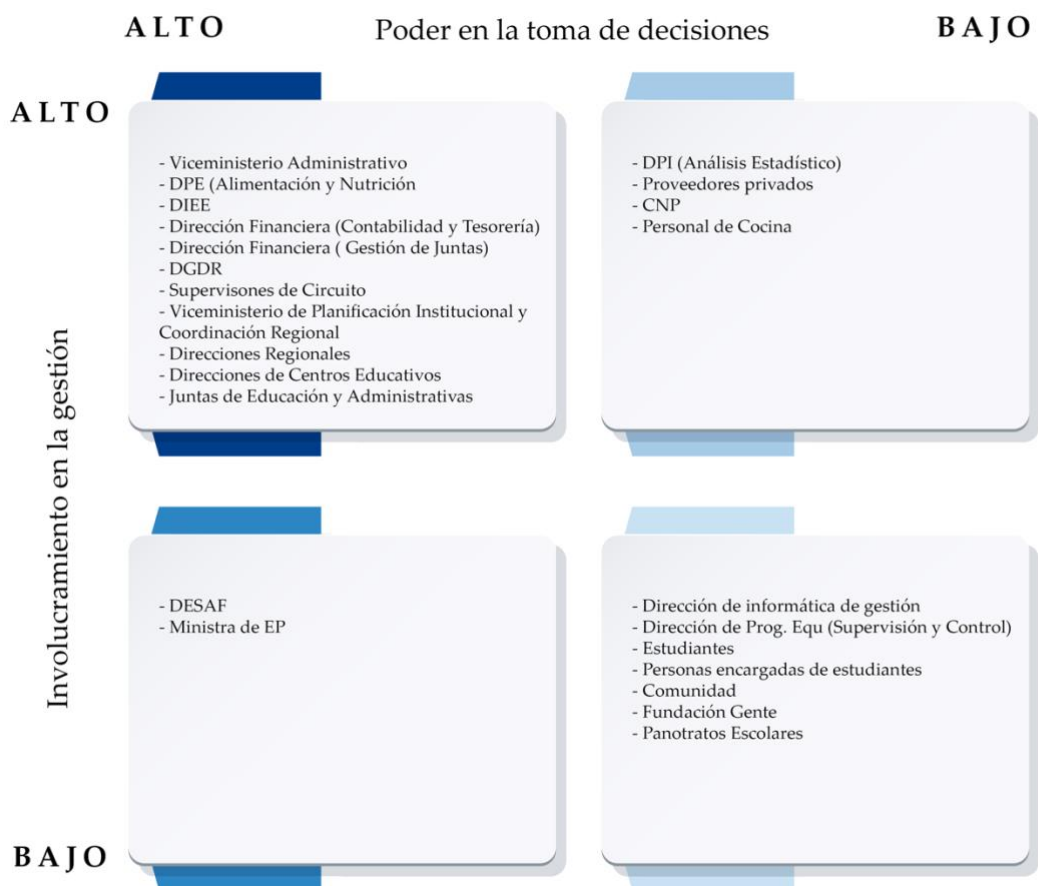 ALTO Poder en la toma de decisiones BAJO
ALTO
- Viceministerio Administrativo
- DPE (Alimentación y Nutrición
- DIEE
- Dirección Financiera (Contabilidad y Tesorería)
- Dirección Financiera ( Gestión de Juntas)
- DGDR
- Supervisones de Circuito
- Viceministerio de Planificación Institucional y
Coordinación Regional
- Direcciones Regionales
- Direcciones de Centros Educativos
- Juntas de Educación y Administrativas
- DPI (Análisis Estadístico)
- Proveedores privados
- CNP
- Personal de Cocina
Involucramiento en la gestión
- DESAF
- Ministra de EP
- Dirección de informática de gestión
- Dirección de Prog. Equ (Supervisión y Control)
- Estudiantes
- Personas encargadas de estudiantes
- Comunidad
- Fundación Gente
- Panotratos Escolares
BAJO